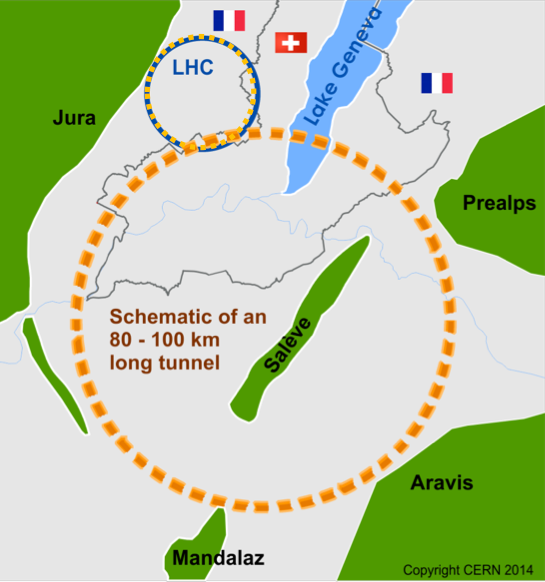 LHC
Lake Geneva
Jura
Prealps
Schematic of an
80 - 100 km
long tunnel
Salève
Aravis
Mandalaz
Copyright CERN 2014